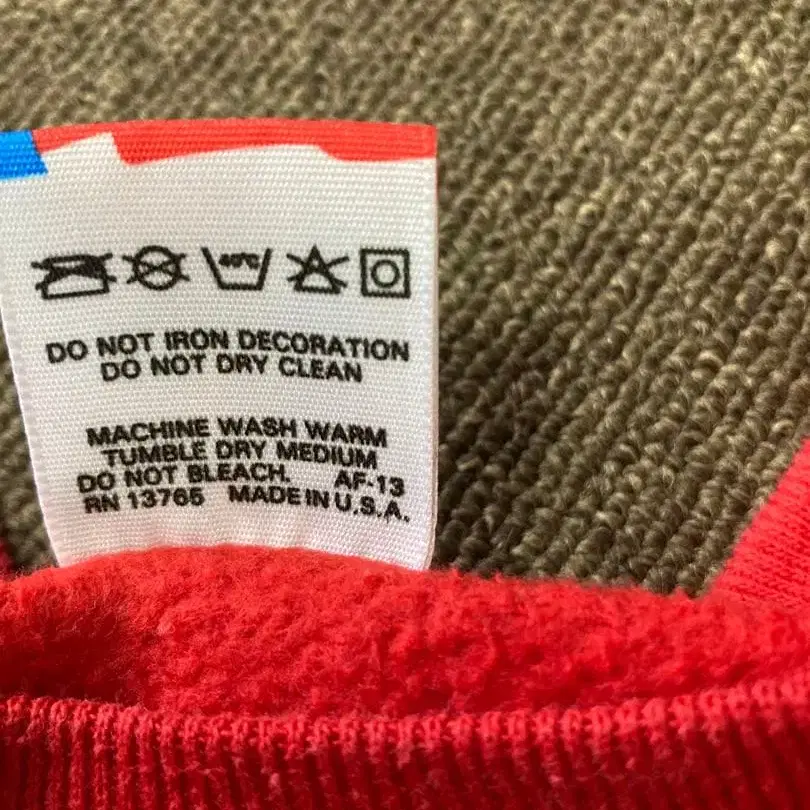 40°C
DO NOT IRON DECORATION
DO NOT DRY CLEAN
MACHINE WASH WARM
TUMBLE DRY MEDIUM
DO NOT BLEACH. AF-13
RN 13765 MADE IN U.S.A.